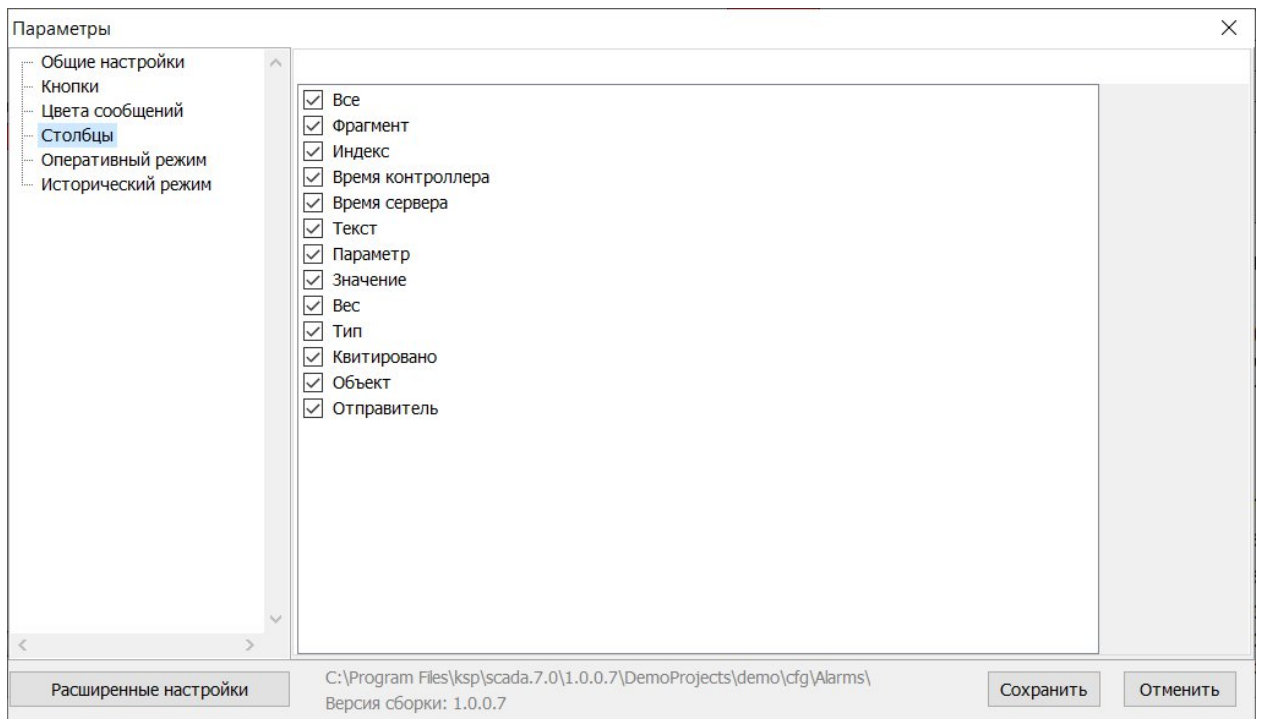 Параметры
Общие настройки
Кнопки
Цвета сообщений
Столбцы
Оперативный режим
Исторический режим
Все
Фрагмент
Индекс
Время контроллера
Время сервера
Текст
Параметр
Значение
Вес
Тип
Квитировано
Объект
Отправитель
Расширенные настройки
C:\Program Files\ksp\scada.7.0\1.0.0.7\DemoProjects\demo\cfg\Alarms\
Версия сборки: 1.0.0.7
Сохранить
Отменить